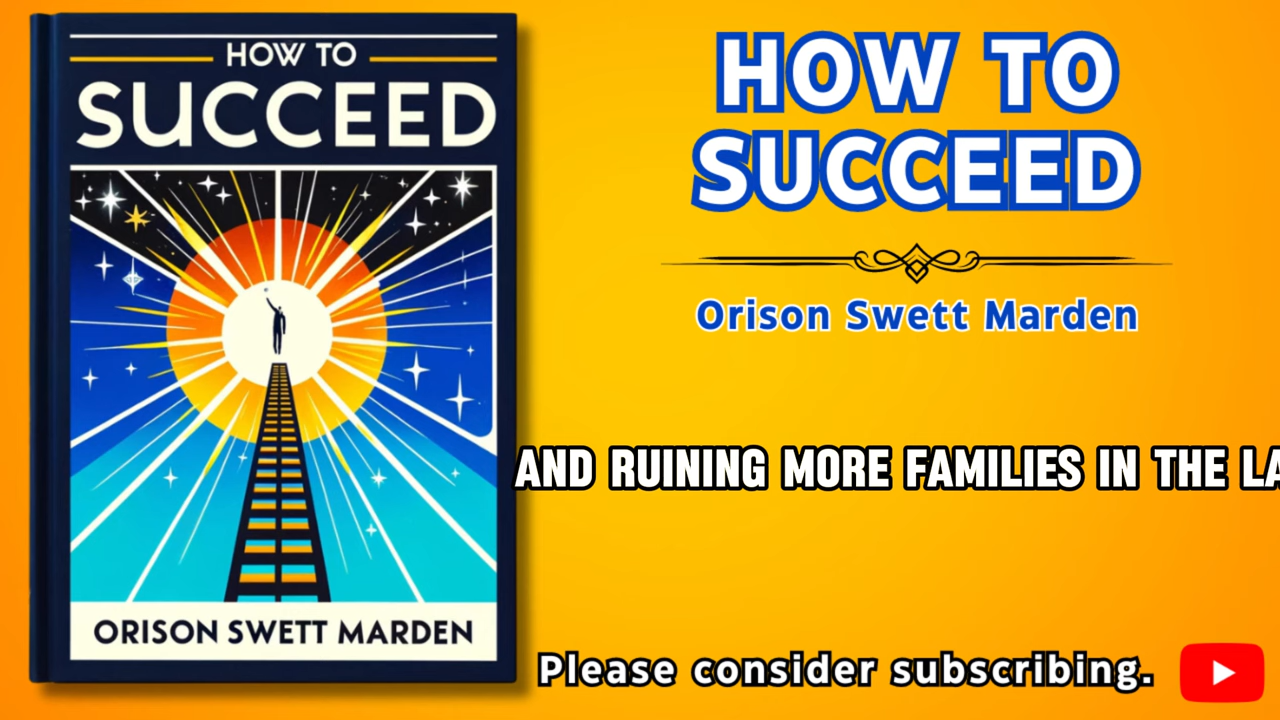 HOW TO
SUCCEED
ORISON SWETT MARDEN
HOW TO
SUCCEED
Orison Swett Marden
AND RUINING MORE FAMILIES IN THE
Please consider subscribing.